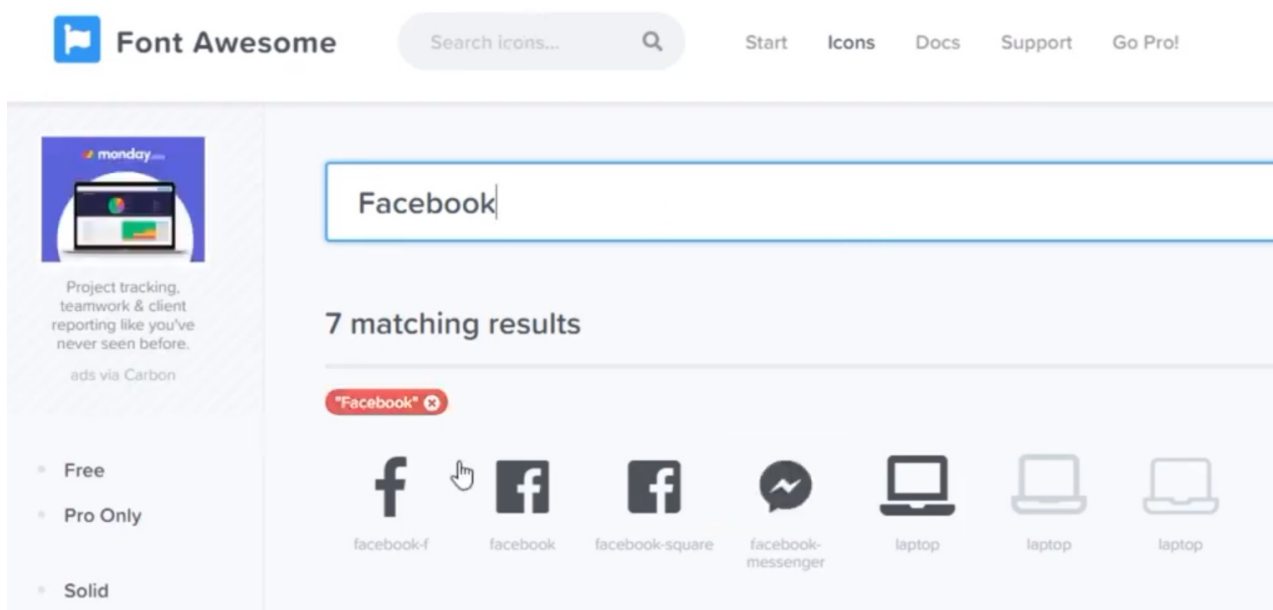 Font Awesome
Search icons...
Start Icons Docs Support Go Pro!
monday
Project tracking,
teamwork & client
reporting like you've
never seen before.
ads via Carbon
Free
Pro Only
Solid
Facebook
7 matching results
"Facebook"
facebook-f facebook facebook-square facebook- laptop laptop laptop
messenger